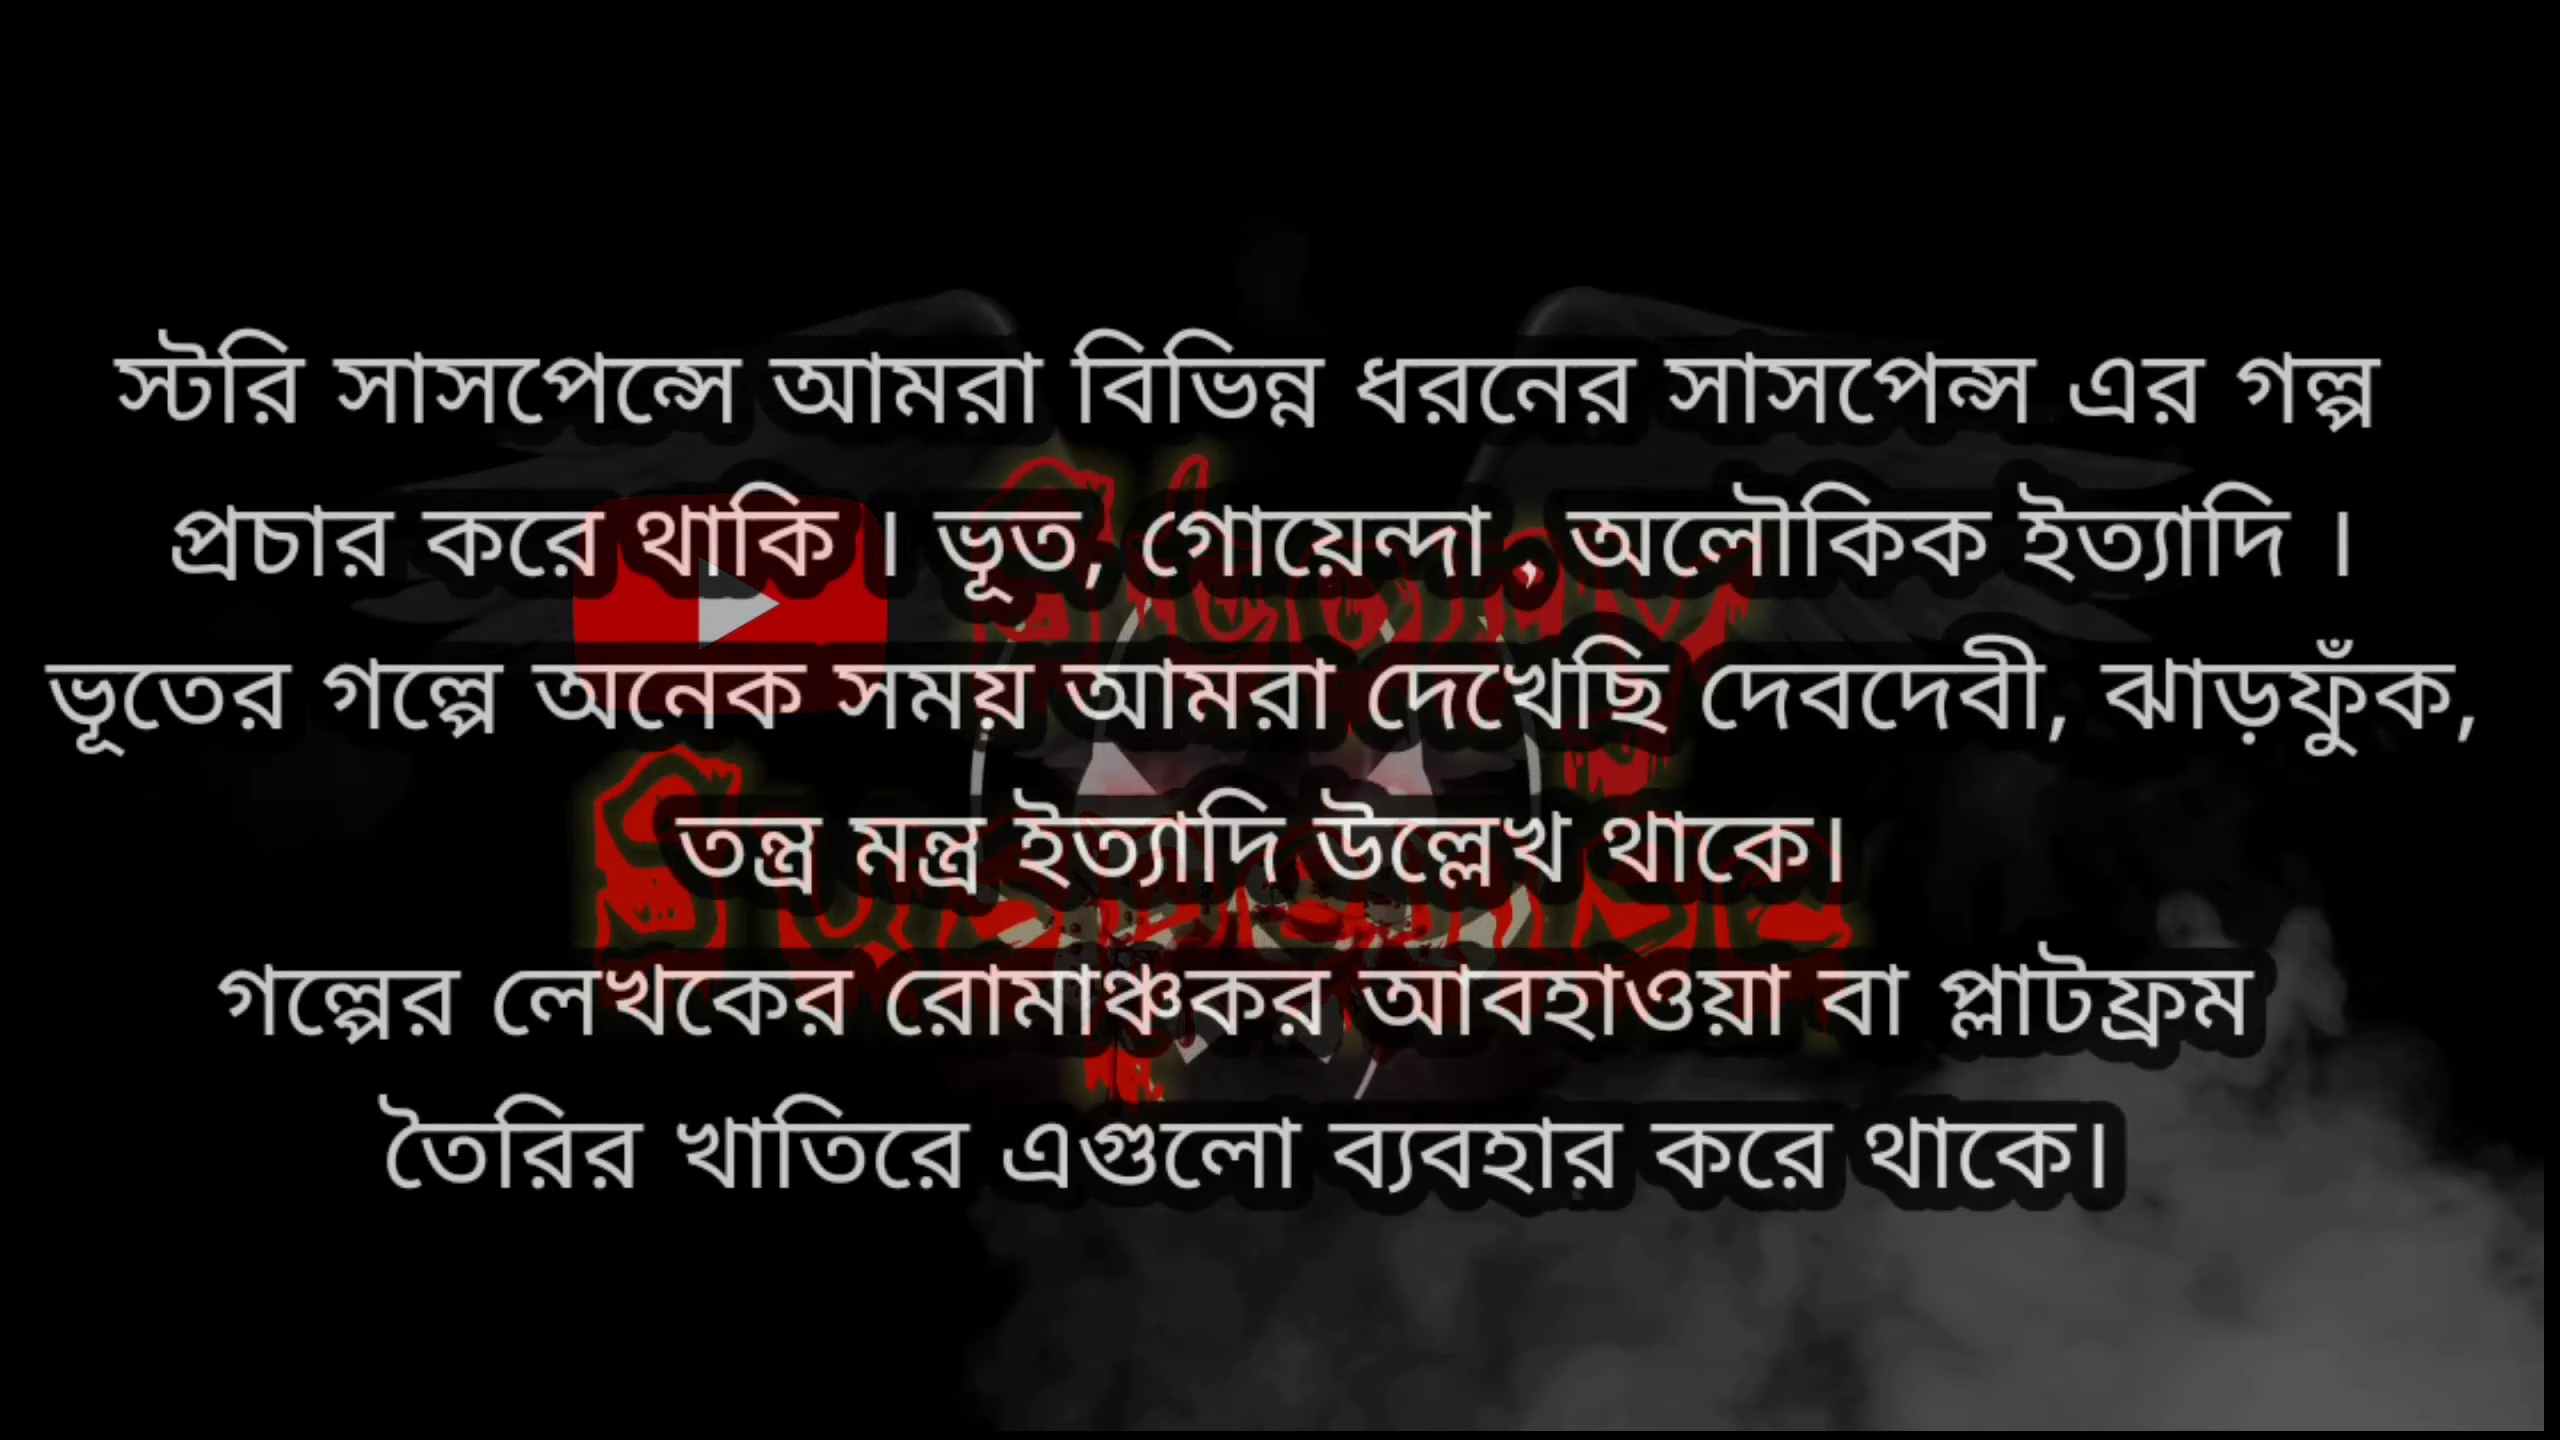 স্টরি সাসপেন্সে আমরা বিভিন্ন ধরনের সাসপেন্স এর গল্প
প্রচার করে থাকি । ভূত, গোয়েন্দা , অলৌকিক ইত্যাদি ।
ভূতের গল্পে অনেক সময় আমরা দেখেছি দেবদেবী, ঝাড়ফুঁক,
তন্ত্র মন্ত্র ইত্যাদি উল্লেখ থাকে।
গল্পের লেখকের রোমাঞ্চকর আবহাওয়া বা প্লাটফ্রম
তৈরির খাতিরে এগুলো ব্যবহার করে থাকে।